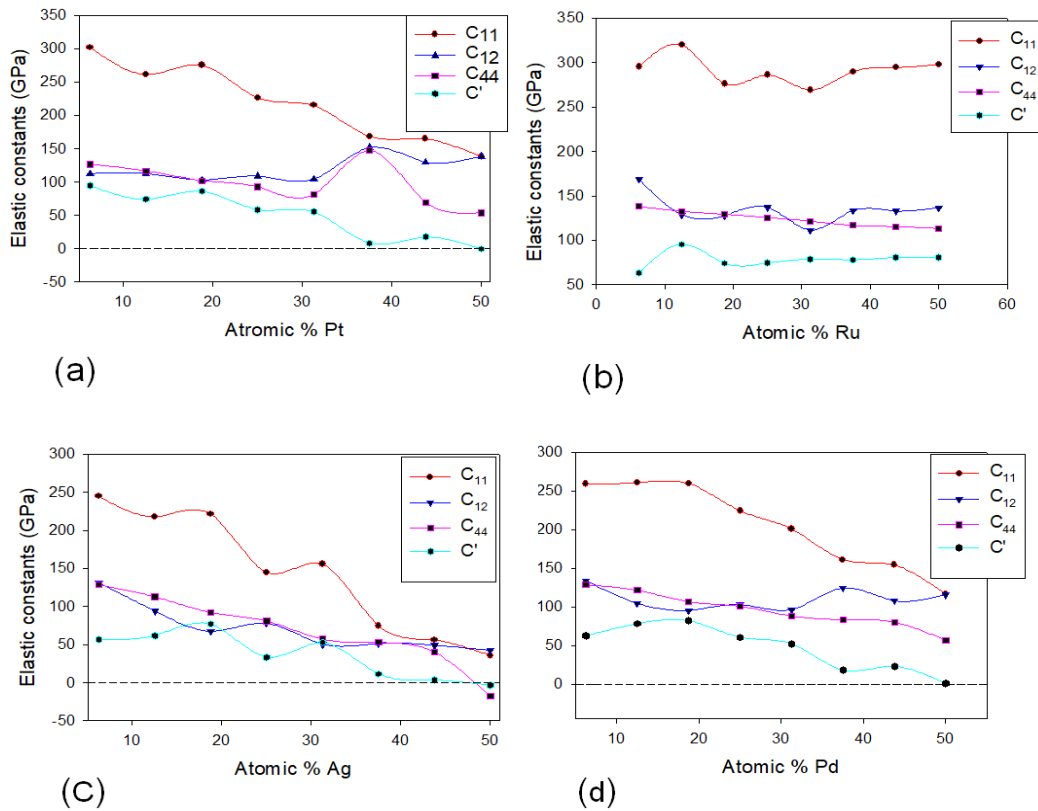 350
300
250
200
150
100
50
0
-50
Elastic constants (GPa)
C11
C12
C44
C'
10 20 30 40 50
Atromic % Pt
(a)
350
300
250
200
150
100
50
Elastic constants (GPa)
C11
C12
C44
C'
0 10 20 30 40 50 60
Atomic % Ru
(b)
300
250
200
150
100
50
0
-50
Elastic constants (GPa)
C11
C12
C44
C'
10 20 30 40 50
Atomic % Ag
(C)
300
250
200
150
100
50
0
Elastic constants (GPa)
C11
C12
C44
C'
10 20 30 40 50
Atomic % Pd
(d)